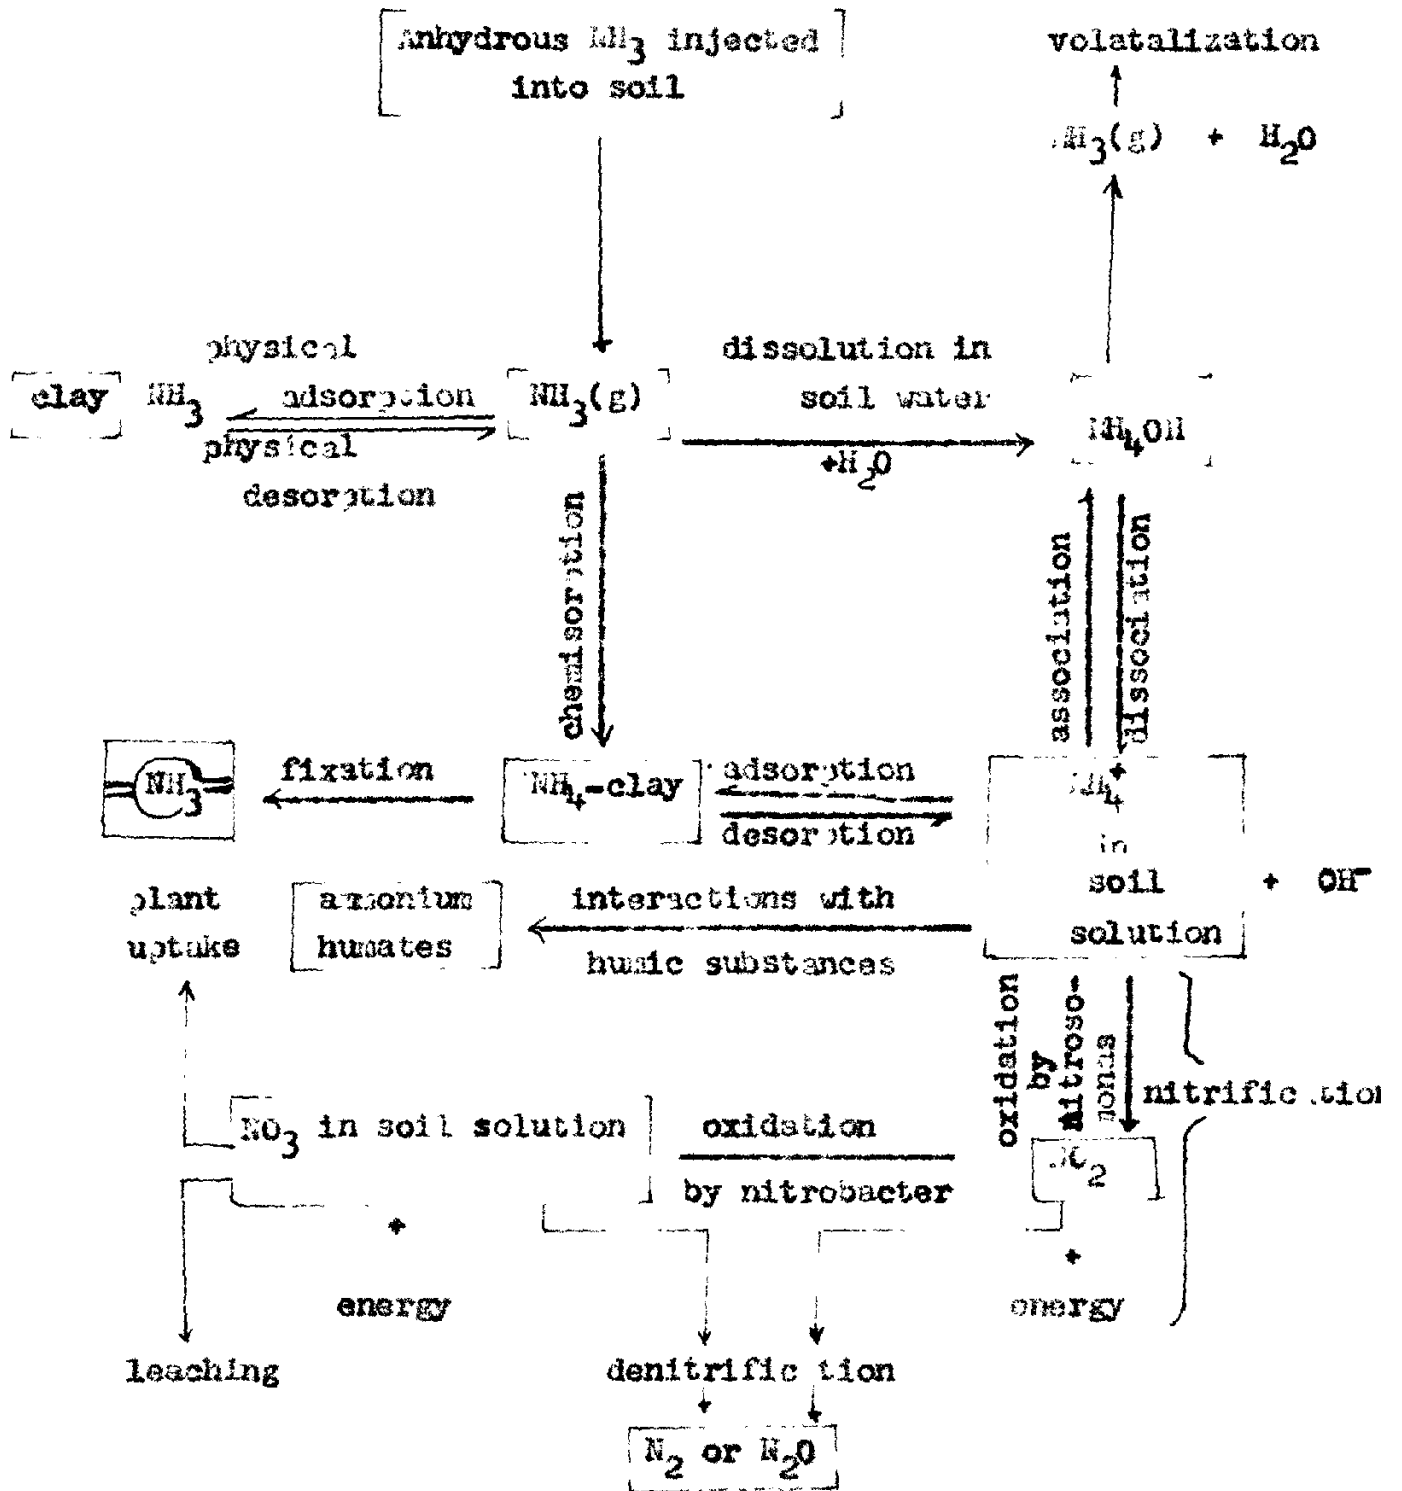 Anhydrous NH3 injected
into soil
volatalization
NH3(g) + H2O
physical
adsorption
physical
desorption
clay NH3
NH3(g)
dissolution in
soil water
+H2O
NH4OH
chemisorption
association
dissociation
NH3
fixation
NH4-clay
adsorption
desorption
NH4+
in
soil
solution
+ OH-
plant
uptake
ammonium
humates
interactions with
humic substances
oxidation
by
nitroso-
monas
nitrification
NO3 in soil solution
oxidation
by nitrobacter
NO2
+
energy
+
energy
leaching
denitrification
N2 or N2O